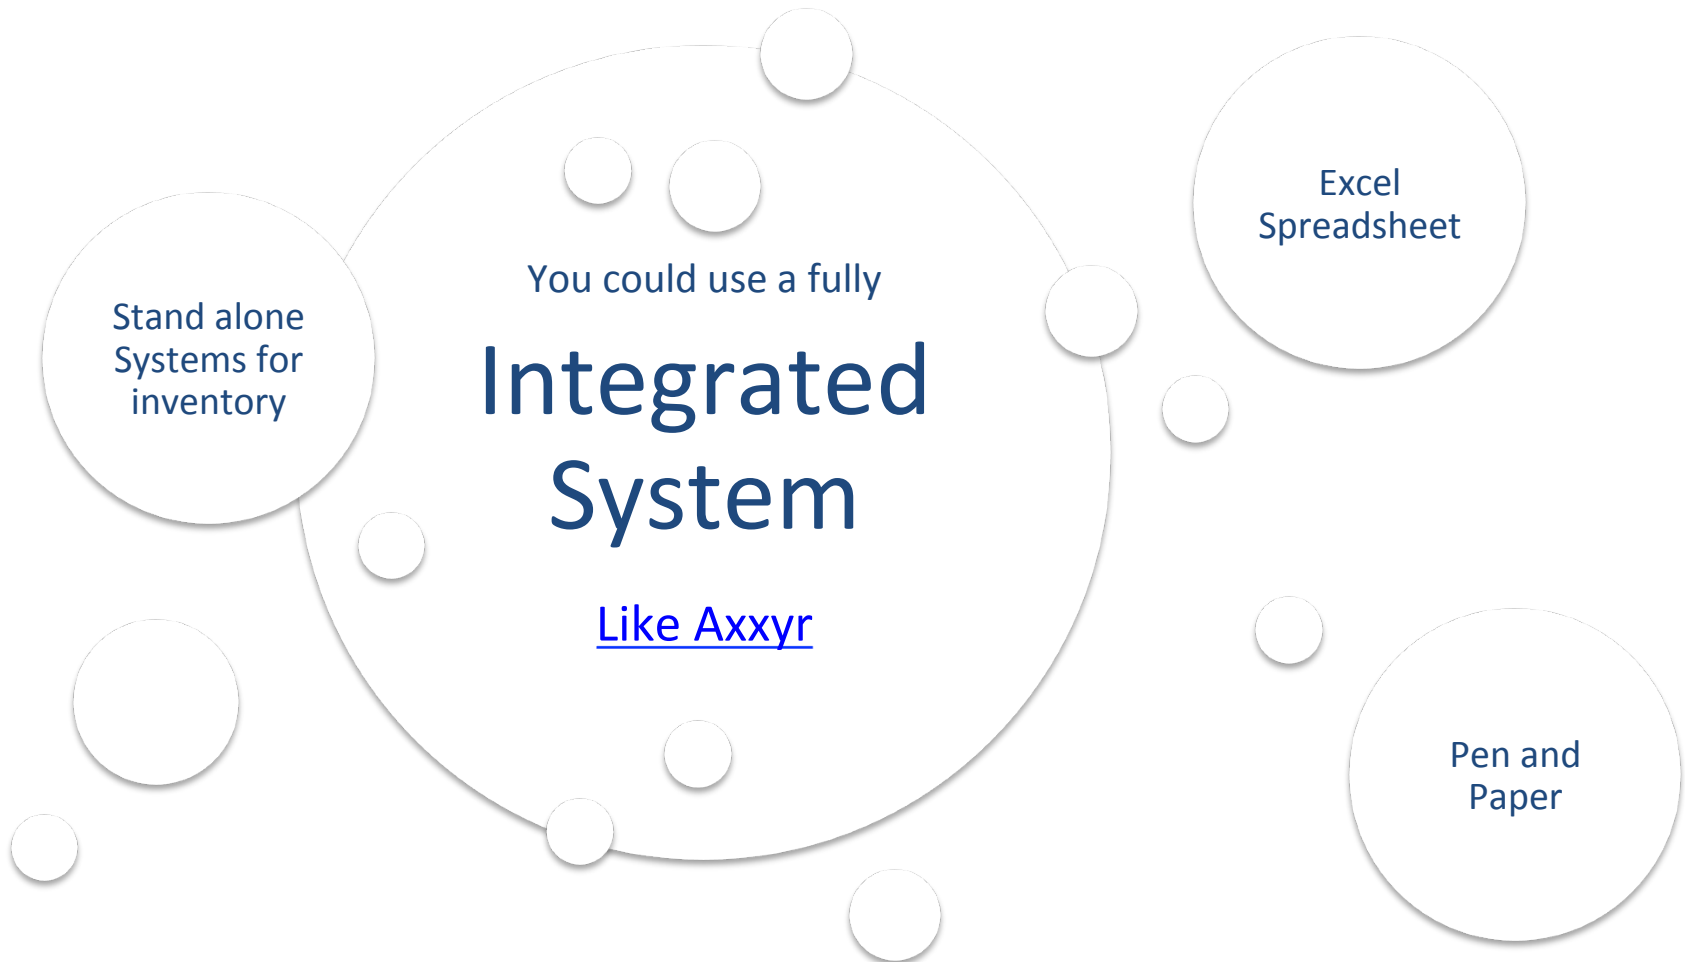 Stand alone
Systems for
inventory
You could use a fully
Integrated
System
Like Axxyr
Excel
Spreadsheet
Pen and
Paper